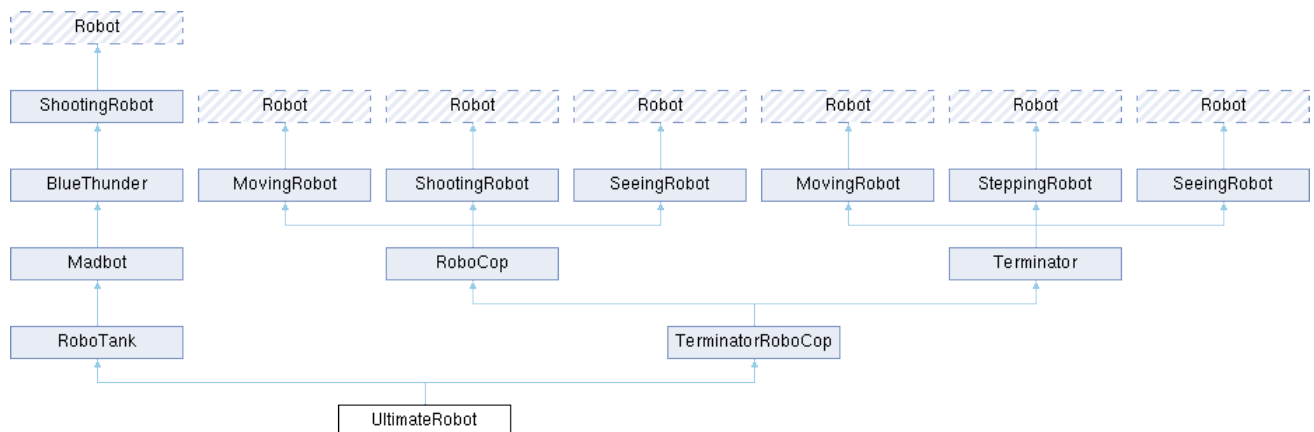 Robot
ShootingRobot Robot Robot Robot Robot Robot Robot
BlueThunder MovingRobot ShootingRobot SeeingRobot MovingRobot SteppingRobot SeeingRobot
Madbot RoboCop Terminator
RoboTank TerminatorRoboCop
UltimateRobot